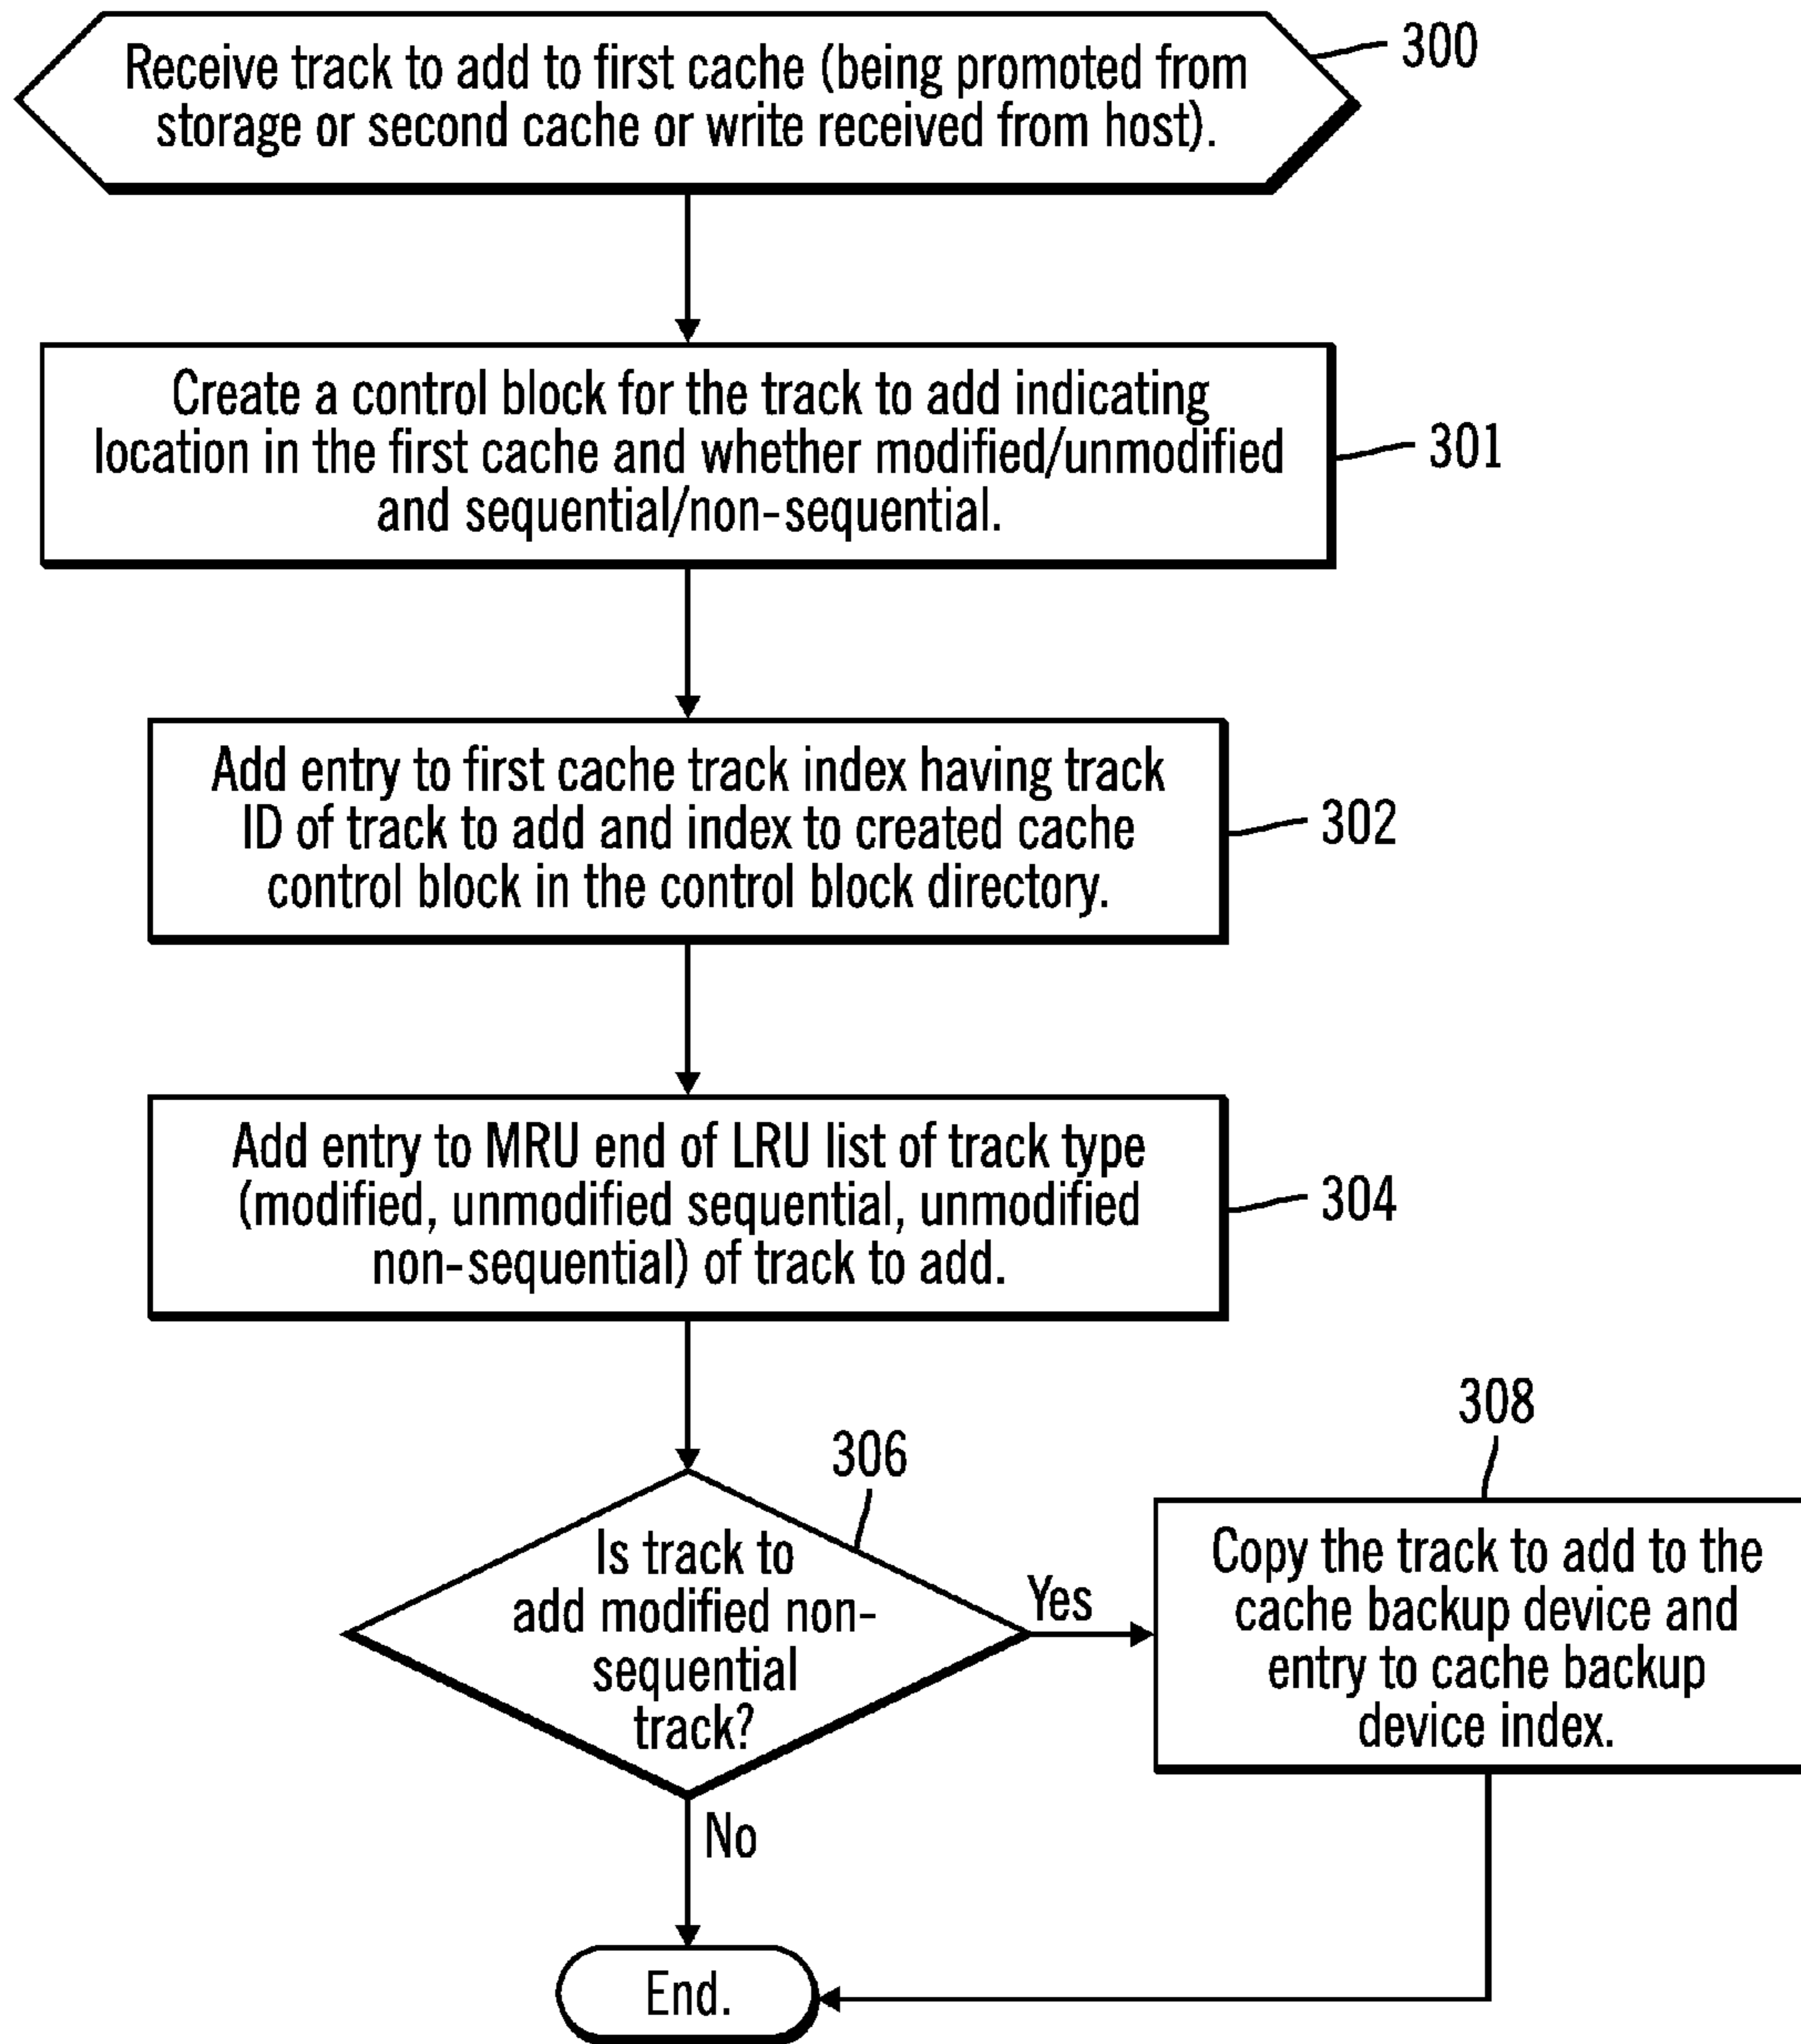 Receive track to add to first cache (being promoted from
storage or second cache or write received from host).
300
Create a control block for the track to add indicating
location in the first cache and whether modified/unmodified
and sequential/non-sequential.
301
Add entry to first cache track index having track
ID of track to add and index to created cache
control block in the control block directory.
302
Add entry to MRU end of LRU list of track type
(modified, unmodified sequential, unmodified
non-sequential) of track to add.
304
306
Is track to
add modified non-
sequential
track?
Yes
308
Copy the track to add to the
cache backup device and
entry to cache backup
device index.
No
End.